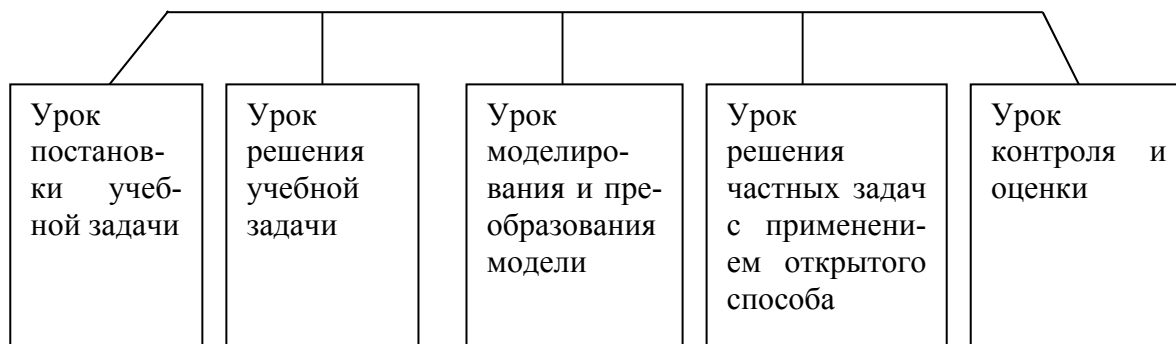 Урок
постанов-
ки учеб-
ной задачи
Урок
решения
учебной
задачи
Урок
моделиро-
вания и пре-
образования
модели
Урок
решения
частных задач
с применени-
ем открытого
способа
Урок
контроля и
оценки